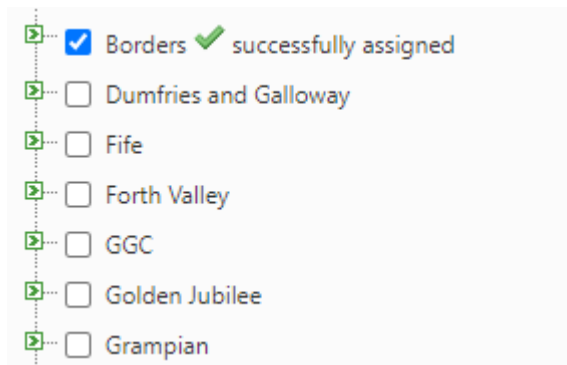 Borders successfully assigned
Dumfries and Galloway
Fife
Forth Valley
GGC
Golden Jubilee
Grampian